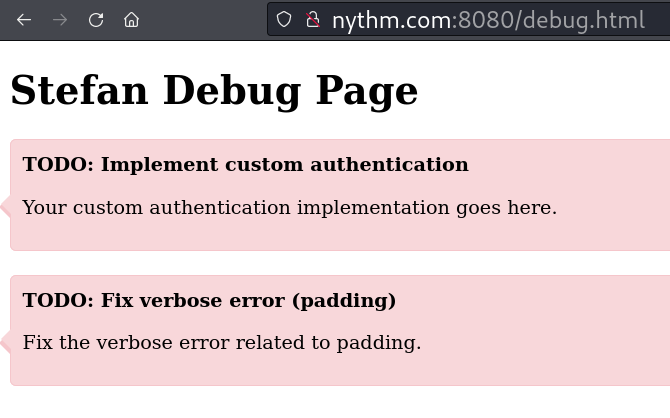 nythm.com:8080/debug.html
Stefan Debug Page
TODO: Implement custom authentication
Your custom authentication implementation goes here.
TODO: Fix verbose error (padding)
Fix the verbose error related to padding.